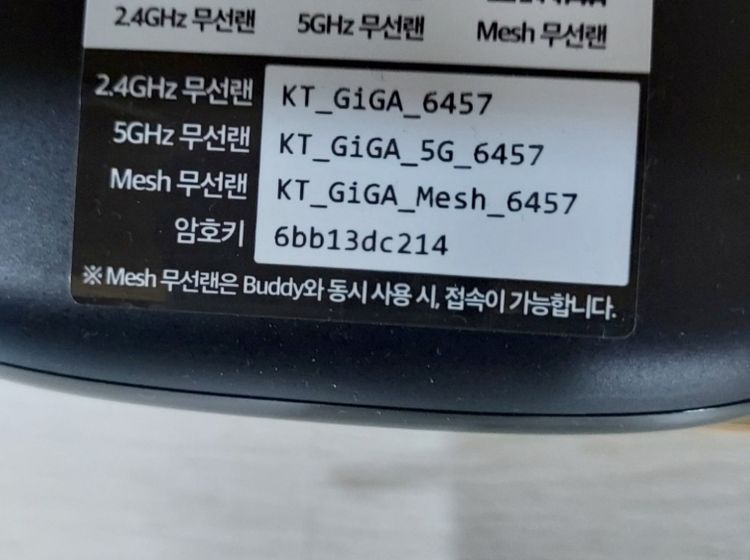 2.4GHz 무선랜 5GHz 무선랜 Mesh 무선랜
2.4GHz 무선랜 KT_GiGA_6457
5GHz 무선랜 KT_GiGA_5G_6457
Mesh 무선랜 KT_GiGA_Mesh_6457
암호키 6bb13dc214
※ Mesh 무선랜은 Buddy와 동시 사용 시, 접속이 가능합니다.